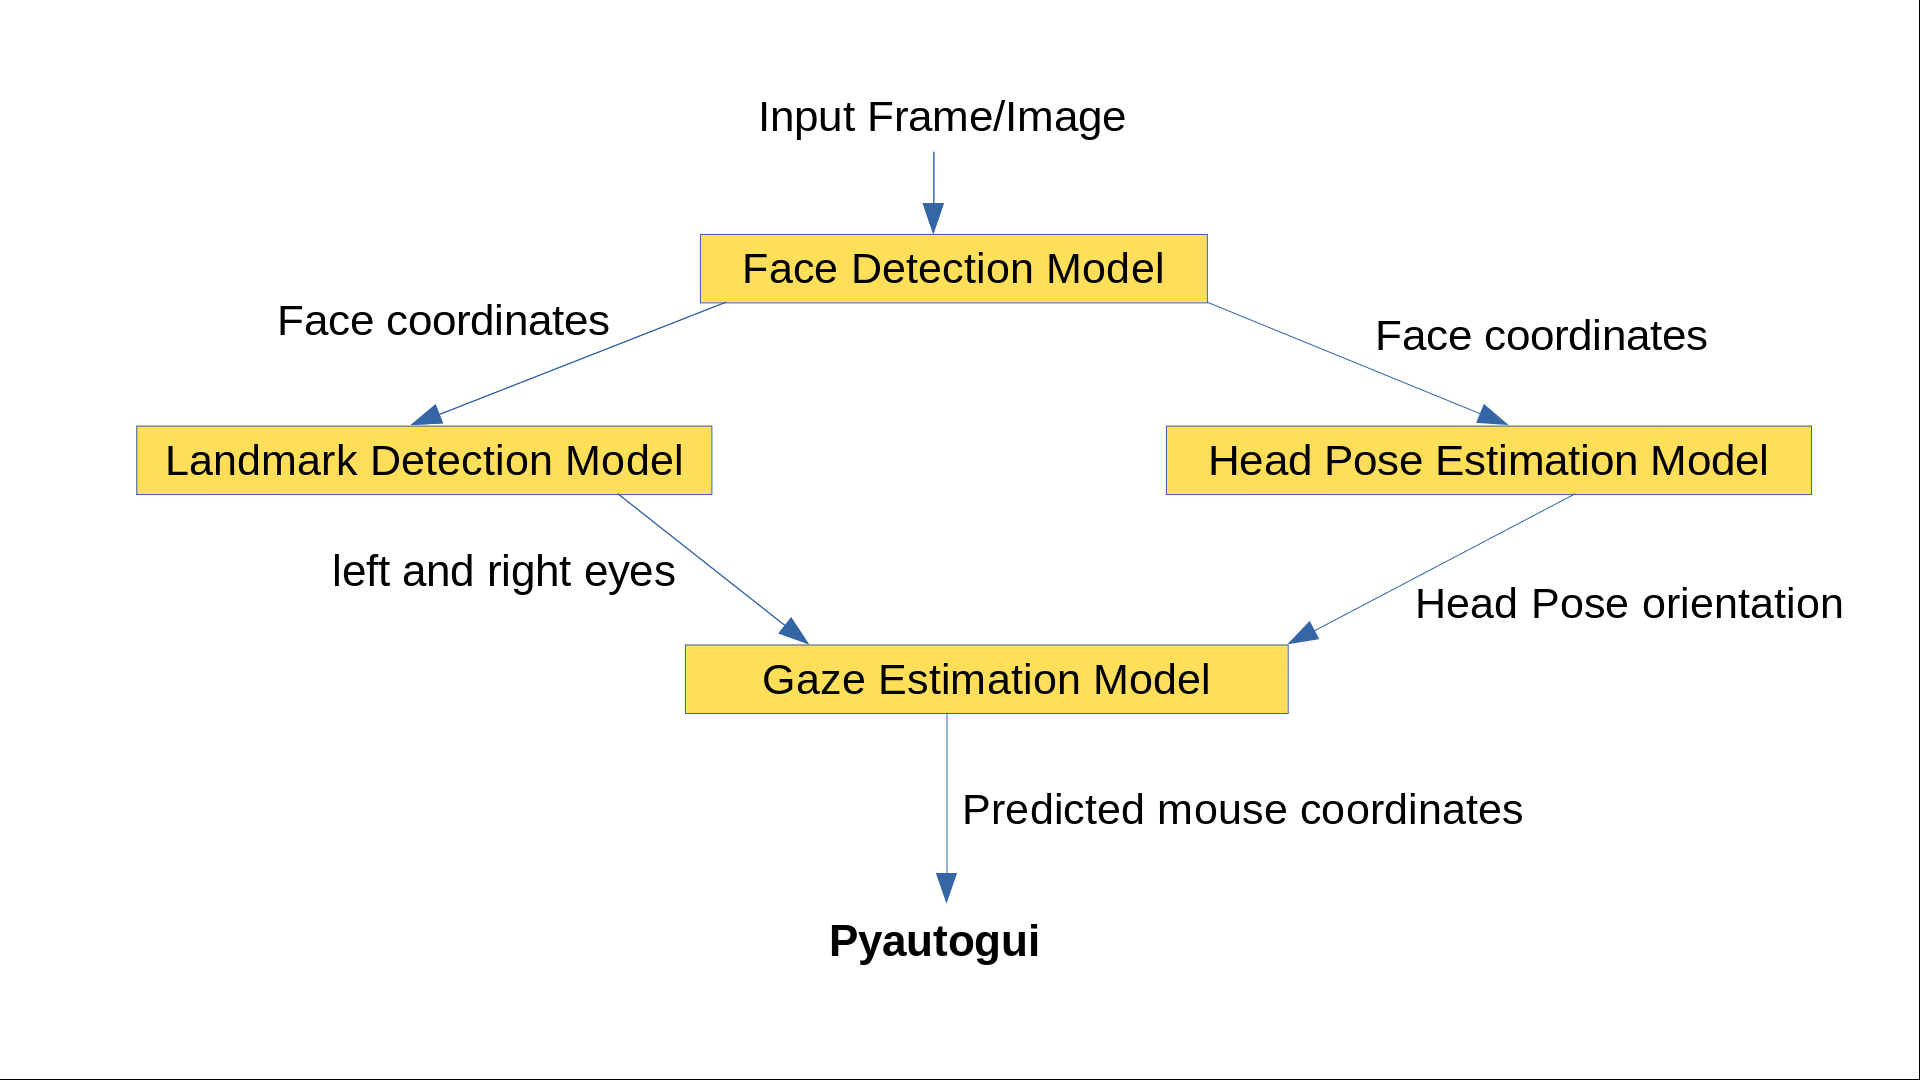 Input Frame/Image
Face Detection Model
Face coordinates
Face coordinates
Landmark Detection Model
Head Pose Estimation Model
left and right eyes
Head Pose orientation
Gaze Estimation Model
Predicted mouse coordinates
Pyautogui